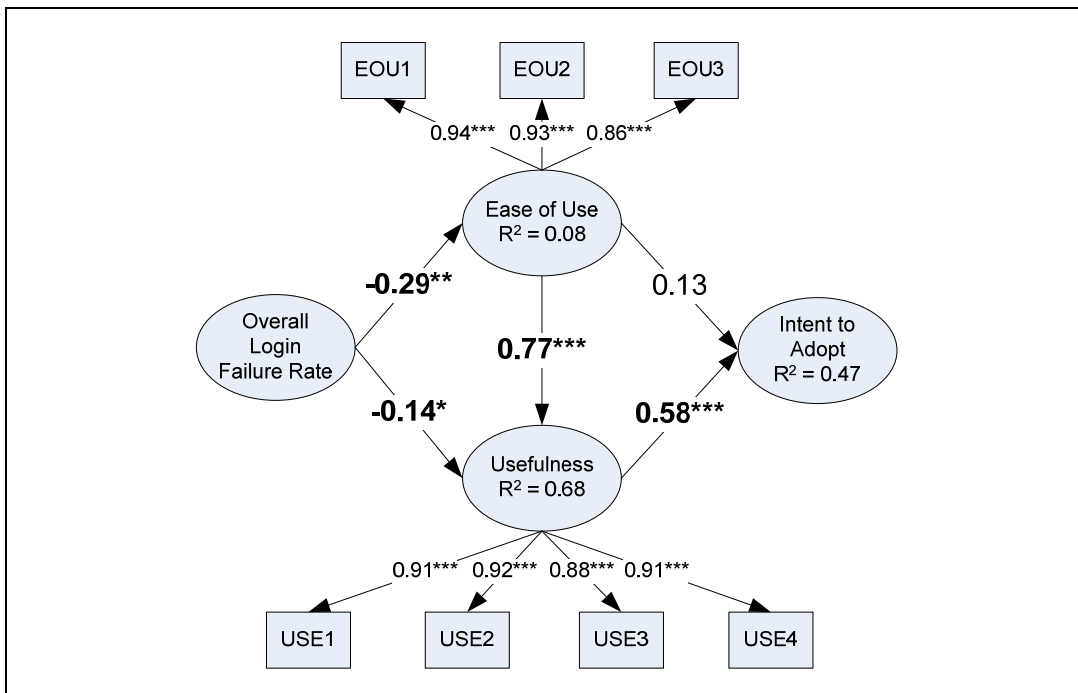 EOU1
EOU2
EOU3
0.94***
0.93***
0.86***
Ease of Use
R² = 0.08
-0.29**
0.13
Overall
Login
Failure Rate
0.77***
Intent to
Adopt
R² = 0.47
-0.14*
0.58***
Usefulness
R² = 0.68
0.91***
0.92***
0.88***
0.91***
USE1
USE2
USE3
USE4